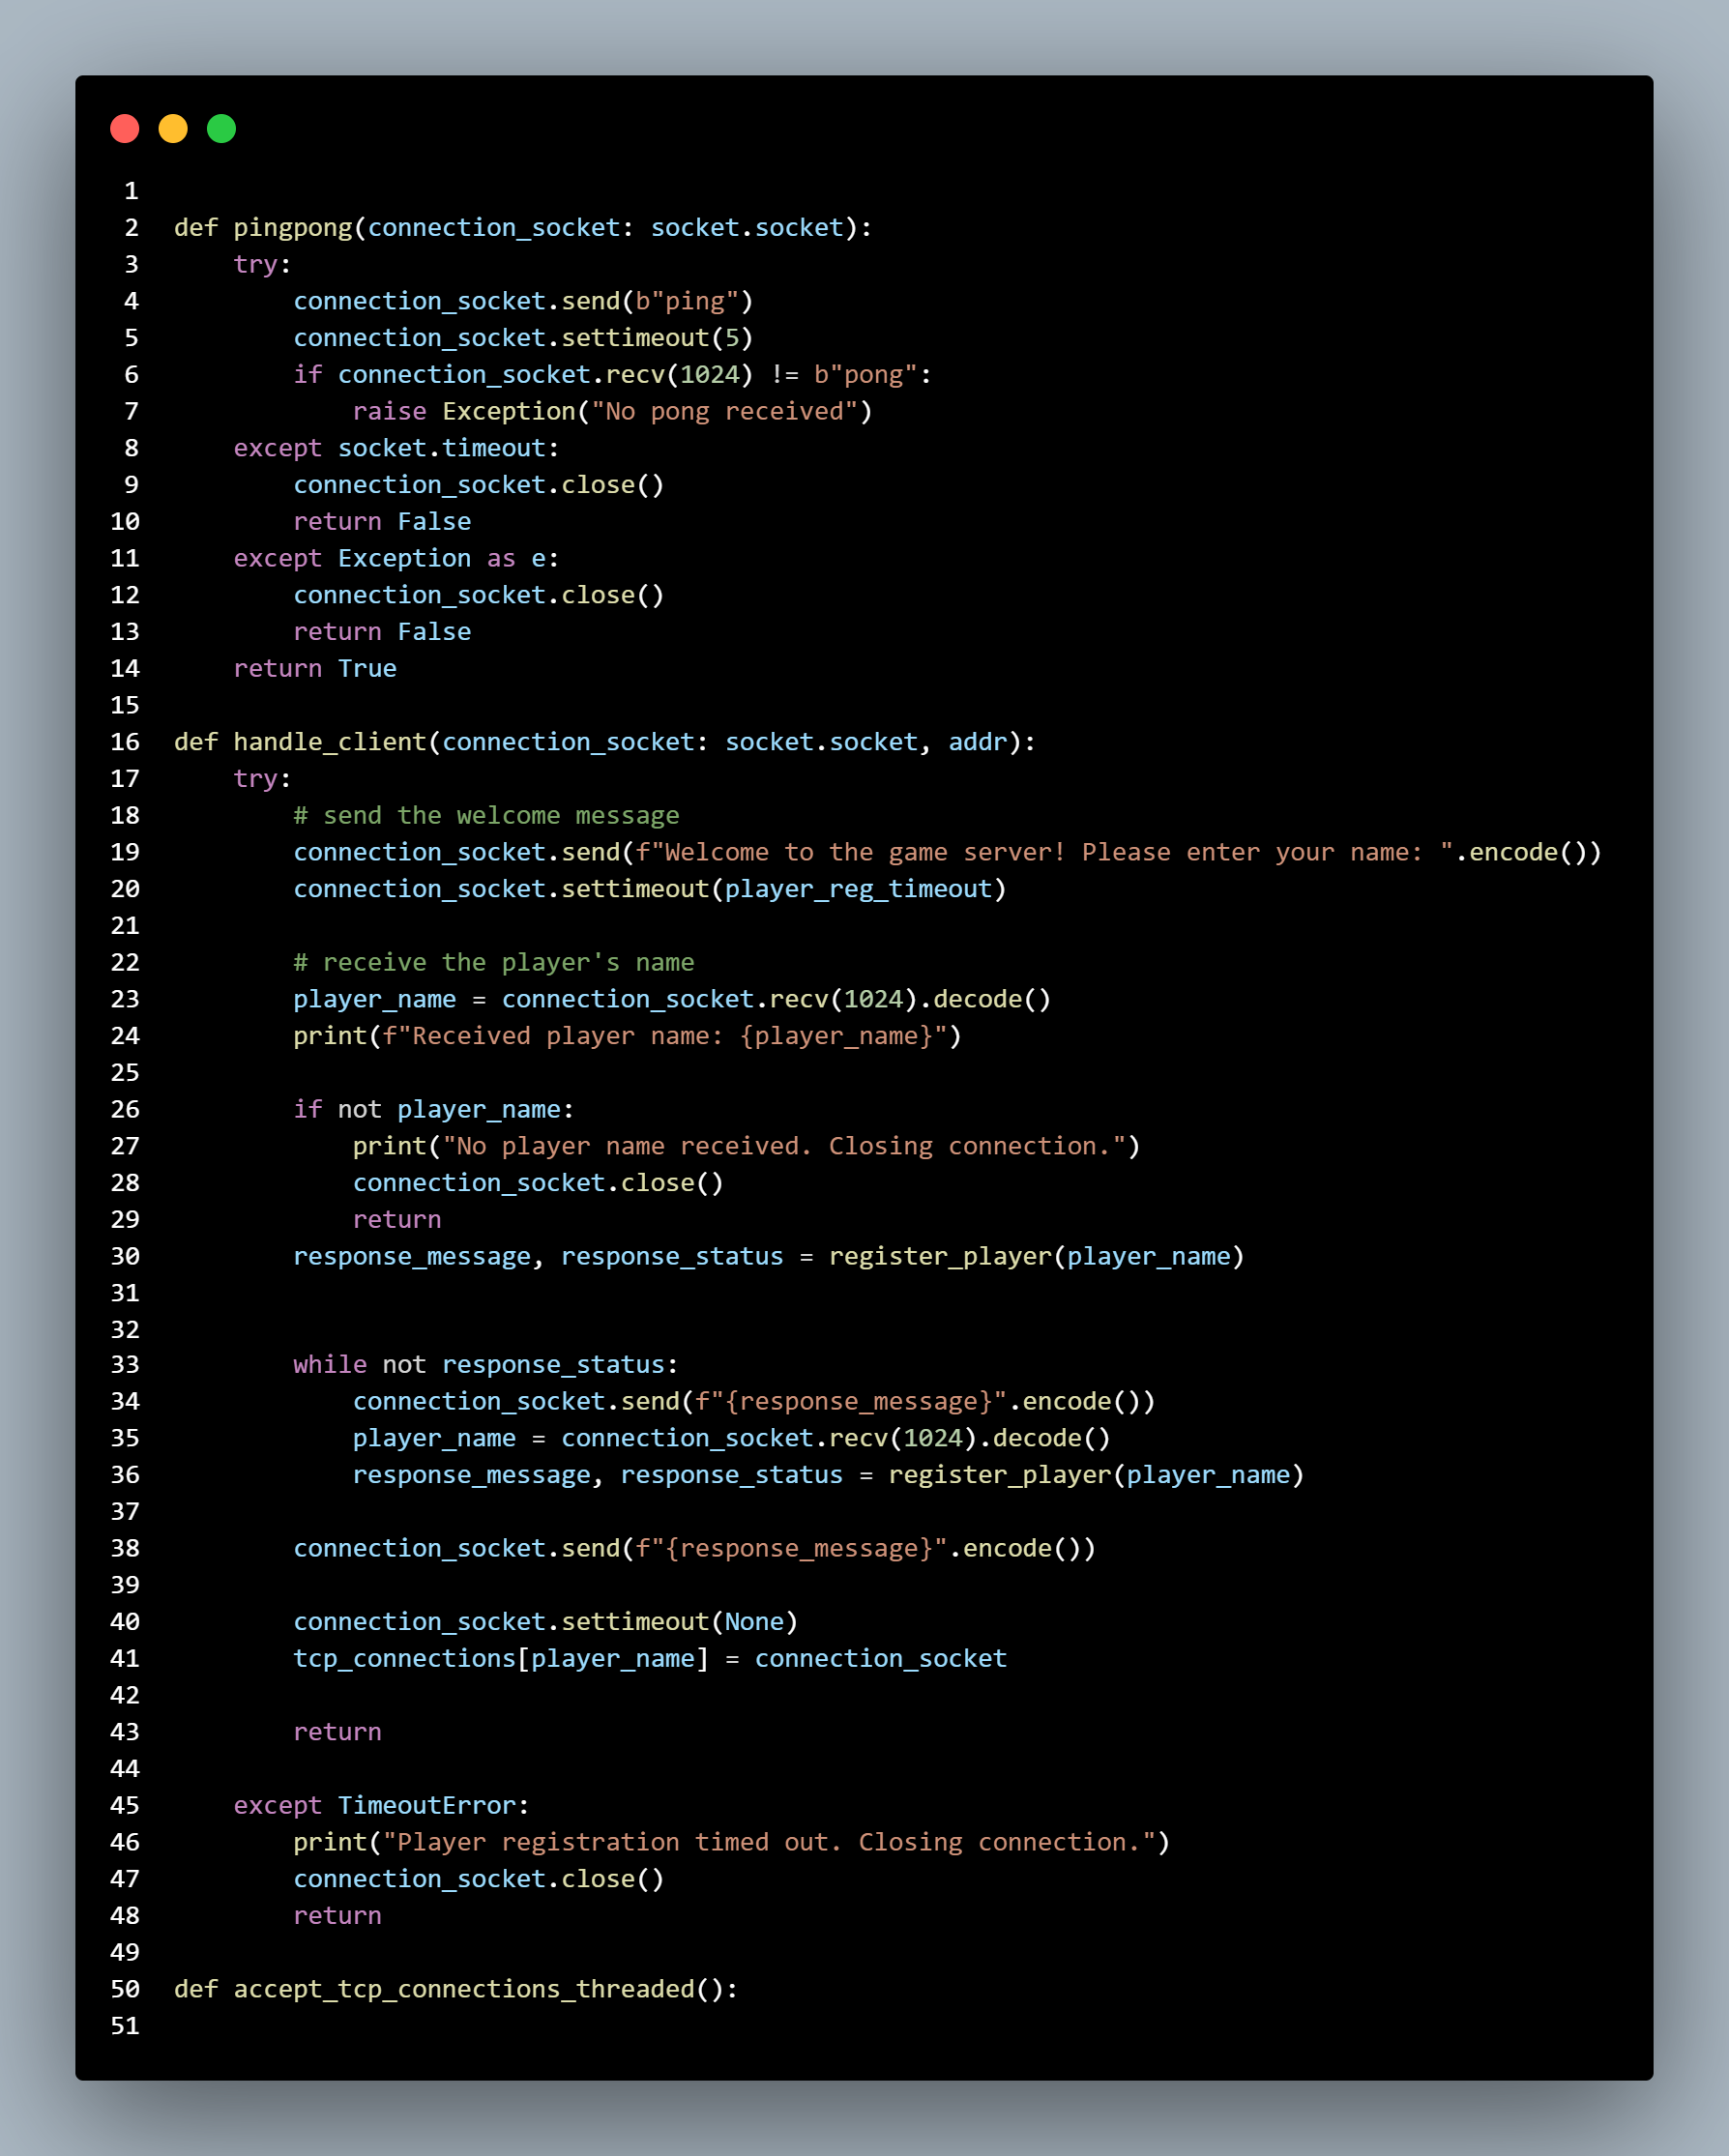 1
2 def pingpong(connection_socket: socket.socket):
3     try:
4         connection_socket.send(b"ping")
5         connection_socket.settimeout(5)
6         if connection_socket.recv(1024) != b"pong":
7             raise Exception("No pong received")
8     except socket.timeout:
9         connection_socket.close()
10         return False
11     except Exception as e:
12         connection_socket.close()
13         return False
14     return True
15
16 def handle_client(connection_socket: socket.socket, addr):
17     try:
18         # send the welcome message
19         connection_socket.send(f"Welcome to the game server! Please enter your name: ".encode())
20         connection_socket.settimeout(player_reg_timeout)
21
22         # receive the player's name
23         player_name = connection_socket.recv(1024).decode()
24         print(f"Received player name: {player_name}")
25
26         if not player_name:
27             print("No player name received. Closing connection.")
28             connection_socket.close()
29             return
30         response_message, response_status = register_player(player_name)
31
32
33         while not response_status:
34             connection_socket.send(f"{response_message}".encode())
35             player_name = connection_socket.recv(1024).decode()
36             response_message, response_status = register_player(player_name)
37
38         connection_socket.send(f"{response_message}".encode())
39
40         connection_socket.settimeout(None)
41         tcp_connections[player_name] = connection_socket
42
43         return
44
45     except TimeoutError:
46         print("Player registration timed out. Closing connection.")
47         connection_socket.close()
48         return
49
50 def accept_tcp_connections_threaded():
51